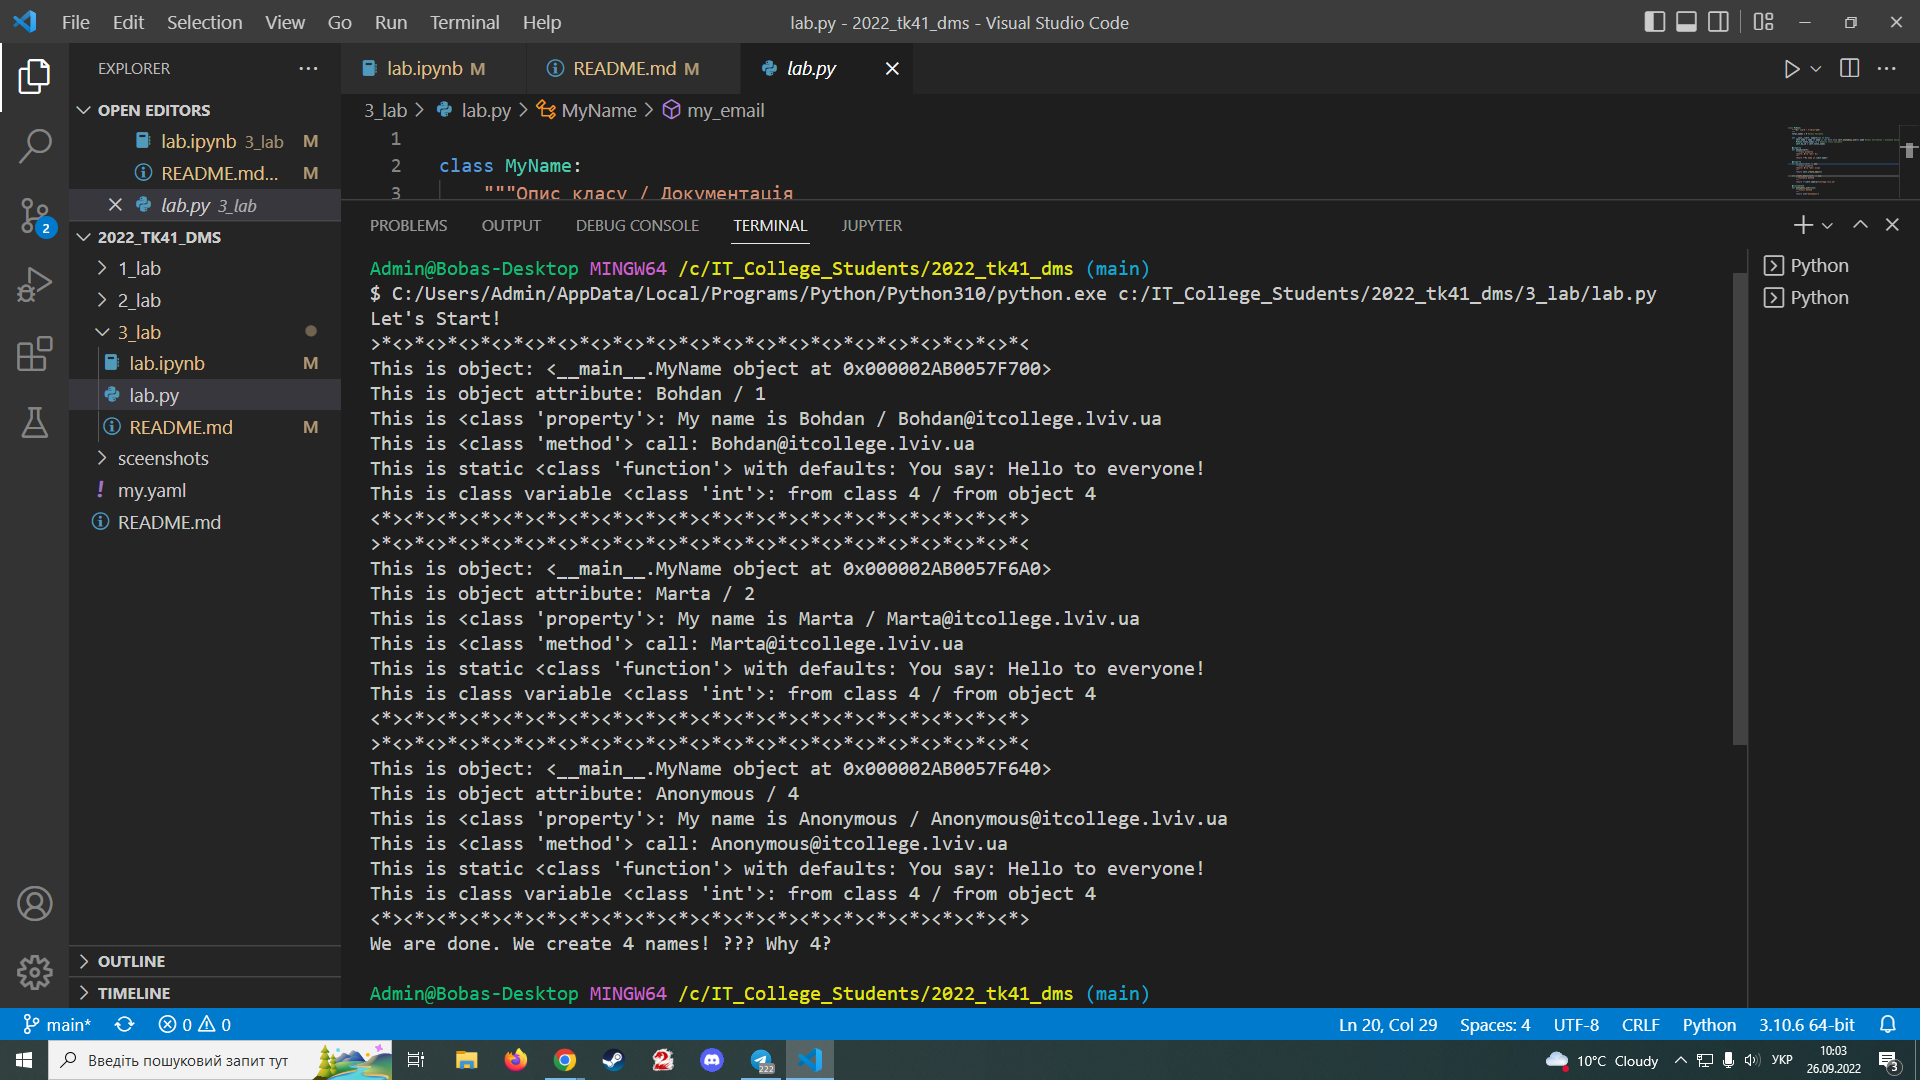 File Edit Selection View Go Run Terminal Help
lab.py - 2022_tk41_dms - Visual Studio Code
EXPLORER
OPEN EDITORS
lab.ipynb 3_lab M
README.md... M
lab.py 3_lab
2
2022_TK41_DMS
1_lab
2_lab
3_lab
lab.ipynb M
lab.py
README.md M
sceenshots
my.yaml
README.md
OUTLINE
TIMELINE
lab.ipynb M
README.md M
lab.py
3_lab > lab.py > MyName > my_email
1
2 class MyName:
3 """Опис класу / Документація
PROBLEMS OUTPUT DEBUG CONSOLE TERMINAL JUPYTER
Python
Python
Admin@Bobas-Desktop MINGW64 /c/IT_College_Students/2022_tk41_dms (main)
$ C:/Users/Admin/AppData/Local/Programs/Python/Python310/python.exe c:/IT_College_Students/2022_tk41_dms/3_lab/lab.py
Let's Start!
>*<>*<>*<>*<>*<>*<>*<>*<>*<>*<>*<>*<>*<>*<>*<>*<>*<>*<>*<>*<
This is object: <__main__.MyName object at 0x000002AB0057F700>
This is object attribute: Bohdan / 1
This is <class 'property'>: My name is Bohdan / Bohdan@itcollege.lviv.ua
This is <class 'method'> call: Bohdan@itcollege.lviv.ua
This is static <class 'function'> with defaults: You say: Hello to everyone!
This is class variable <class 'int'>: from class 4 / from object 4
<*><*><*><*><*><*><*><*><*><*><*><*><*><*><*><*><*><*><*><*>
>*<>*<>*<>*<>*<>*<>*<>*<>*<>*<>*<>*<>*<>*<>*<>*<>*<>*<>*<>*<
This is object: <__main__.MyName object at 0x000002AB0057F6A0>
This is object attribute: Marta / 2
This is <class 'property'>: My name is Marta / Marta@itcollege.lviv.ua
This is <class 'method'> call: Marta@itcollege.lviv.ua
This is static <class 'function'> with defaults: You say: Hello to everyone!
This is class variable <class 'int'>: from class 4 / from object 4
<*><*><*><*><*><*><*><*><*><*><*><*><*><*><*><*><*><*><*><*>
>*<>*<>*<>*<>*<>*<>*<>*<>*<>*<>*<>*<>*<>*<>*<>*<>*<>*<>*<>*<
This is object: <__main__.MyName object at 0x000002AB0057F640>
This is object attribute: Anonymous / 4
This is <class 'property'>: My name is Anonymous / Anonymous@itcollege.lviv.ua
This is <class 'method'> call: Anonymous@itcollege.lviv.ua
This is static <class 'function'> with defaults: You say: Hello to everyone!
This is class variable <class 'int'>: from class 4 / from object 4
<*><*><*><*><*><*><*><*><*><*><*><*><*><*><*><*><*><*><*><*>
We are done. We create 4 names! ??? Why 4?
Admin@Bobas-Desktop MINGW64 /c/IT_College_Students/2022_tk41_dms (main)
main* 0 0
Ln 20, Col 29 Spaces: 4 UTF-8 CRLF Python 3.10.6 64-bit
Введіть пошуковий запит тут
222
10°C Cloudy
УКР
10:03
26.09.2022
3